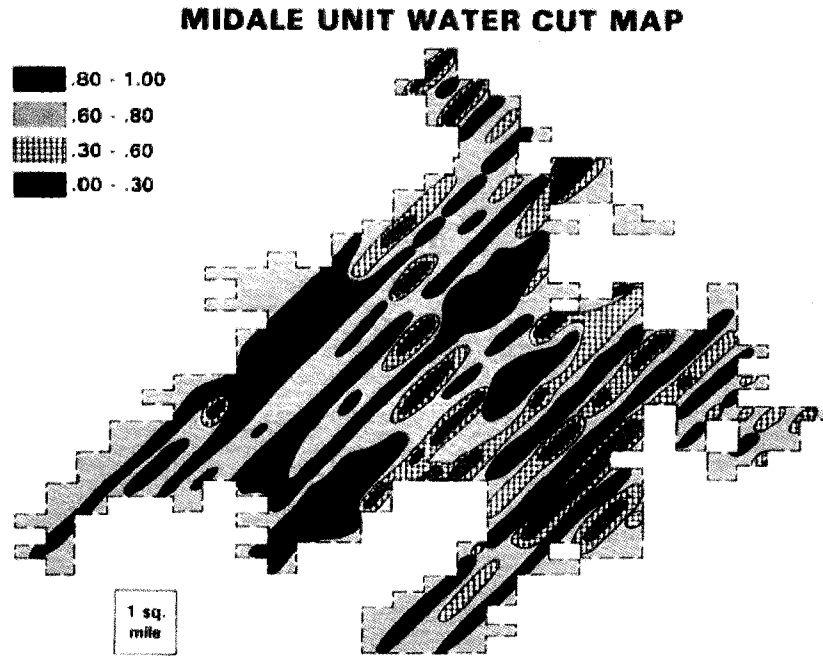 MIDALE UNIT WATER CUT MAP
.80 - 1.00
.60 - .80
.30 - .60
.00 - .30
1 sq.
mile